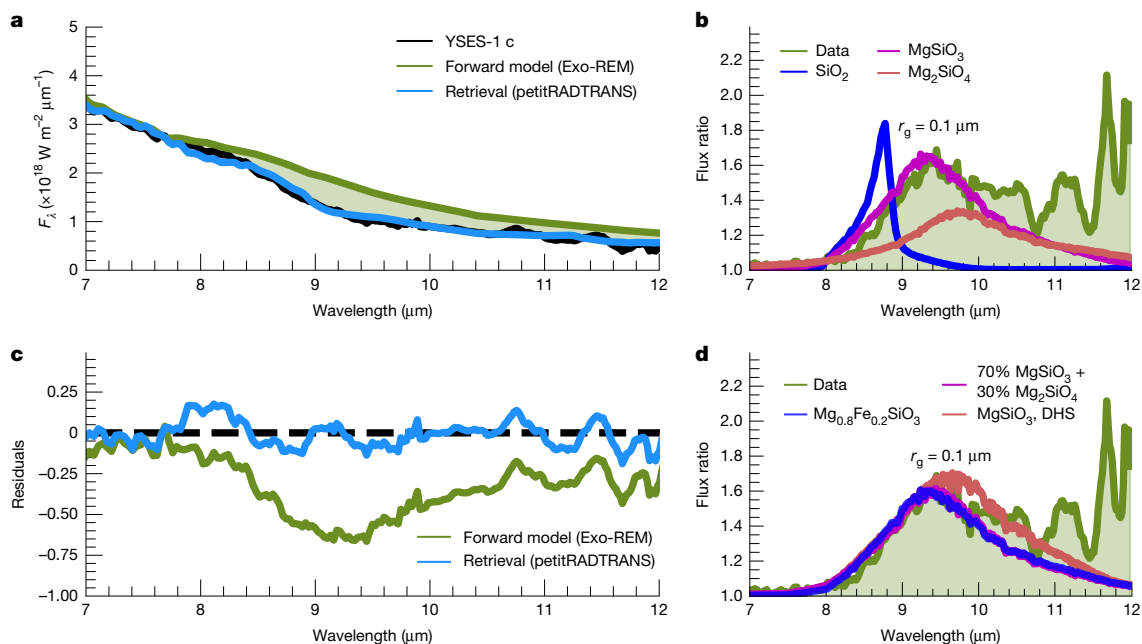 a
5
4
3
2
1
0
F_λ (×10^18 W m^−2 μm^−1)
YSES-1 c
Forward model (Exo-REM)
Retrieval (petitRADTRANS)
7
8
9
10
11
12
Wavelength (μm)
b
2.4
2.2
2.0
1.8
1.6
1.4
1.2
1.0
Flux ratio
Data
SiO₂
MgSiO₃
Mg₂SiO₄
r_g = 0.1 μm
7
8
9
10
11
12
Wavelength (μm)
c
0.25
0
−0.25
−0.50
−0.75
−1.00
Residuals
Forward model (Exo-REM)
Retrieval (petitRADTRANS)
7
8
9
10
11
12
Wavelength (μm)
d
2.4
2.2
2.0
1.8
1.6
1.4
1.2
1.0
Flux ratio
Data
Mg₀.₈Fe₀.₂SiO₃
70% MgSiO₃ +
30% Mg₂SiO₄
MgSiO₃, DHS
r_g = 0.1 μm
7
8
9
10
11
12
Wavelength (μm)